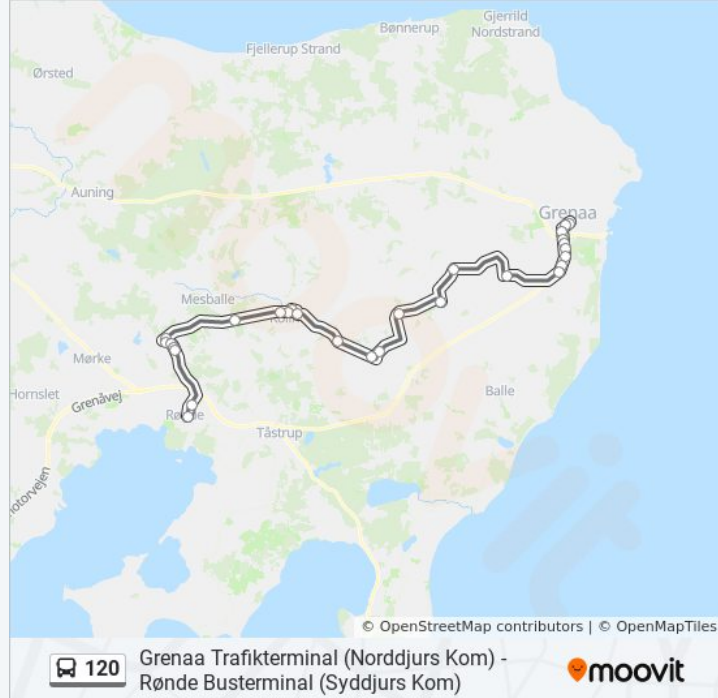 Gjerrild
Nordstrand
Bønnerup
Fjellerup Strand
Ørsted
Auning
Grenaa
Mesballe
Mørke
Hornslet
Grenåvej
Balle
Tåstrup
© OpenStreetMap contributors | © OpenMapTiles
120
Grenaa Trafikterminal (Norddjurs Kom) -
Rønde Busterminal (Syddjurs Kom)
moovit